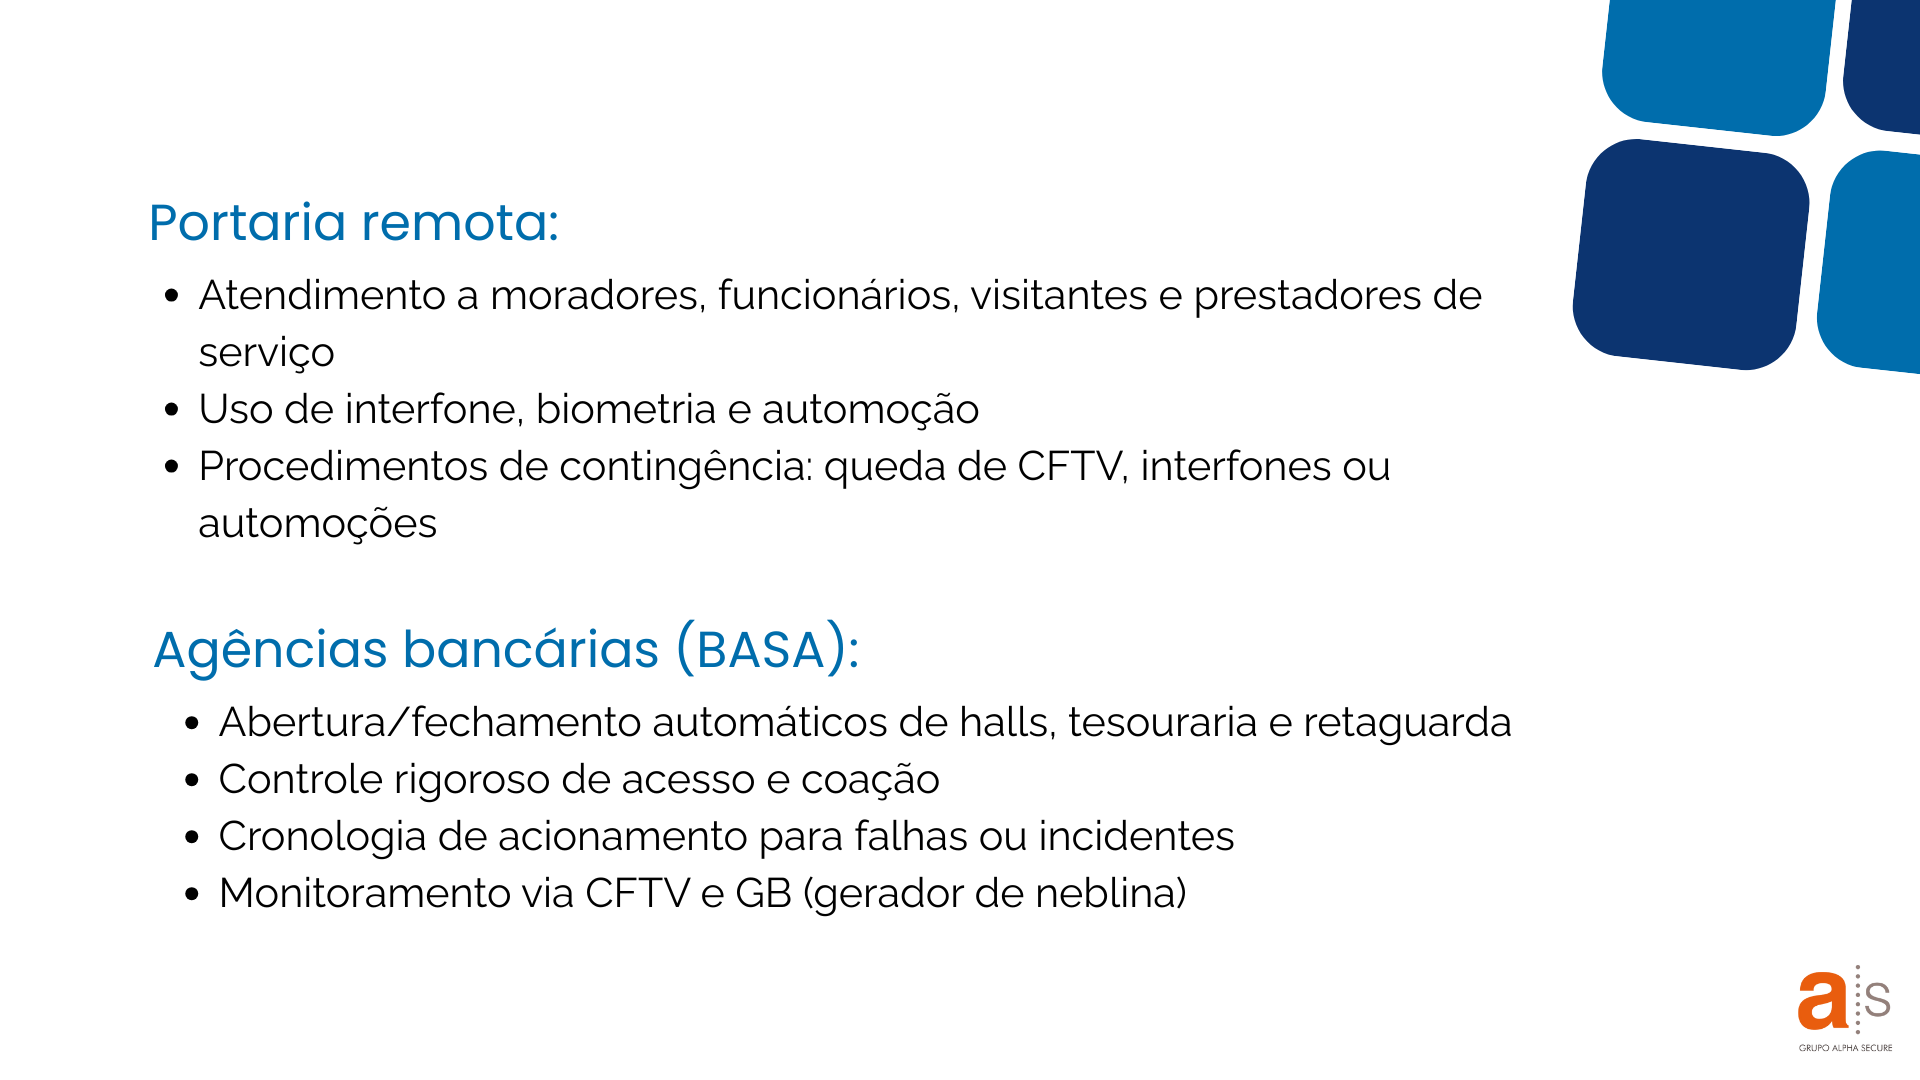 Portaria remota:
• Atendimento a moradores, funcionários, visitantes e prestadores de
serviço
• Uso de interfone, biometria e automoção
• Procedimentos de contingência: queda de CFTV, interfones ou
automoções
Agências bancárias (BASA):
• Abertura/fechamento automáticos de halls, tesouraria e retaguarda
• Controle rigoroso de acesso e coação
• Cronologia de acionamento para falhas ou incidentes
• Monitoramento via CFTV e GB (gerador de neblina)
a s
GRUPO ALPHA SECURE